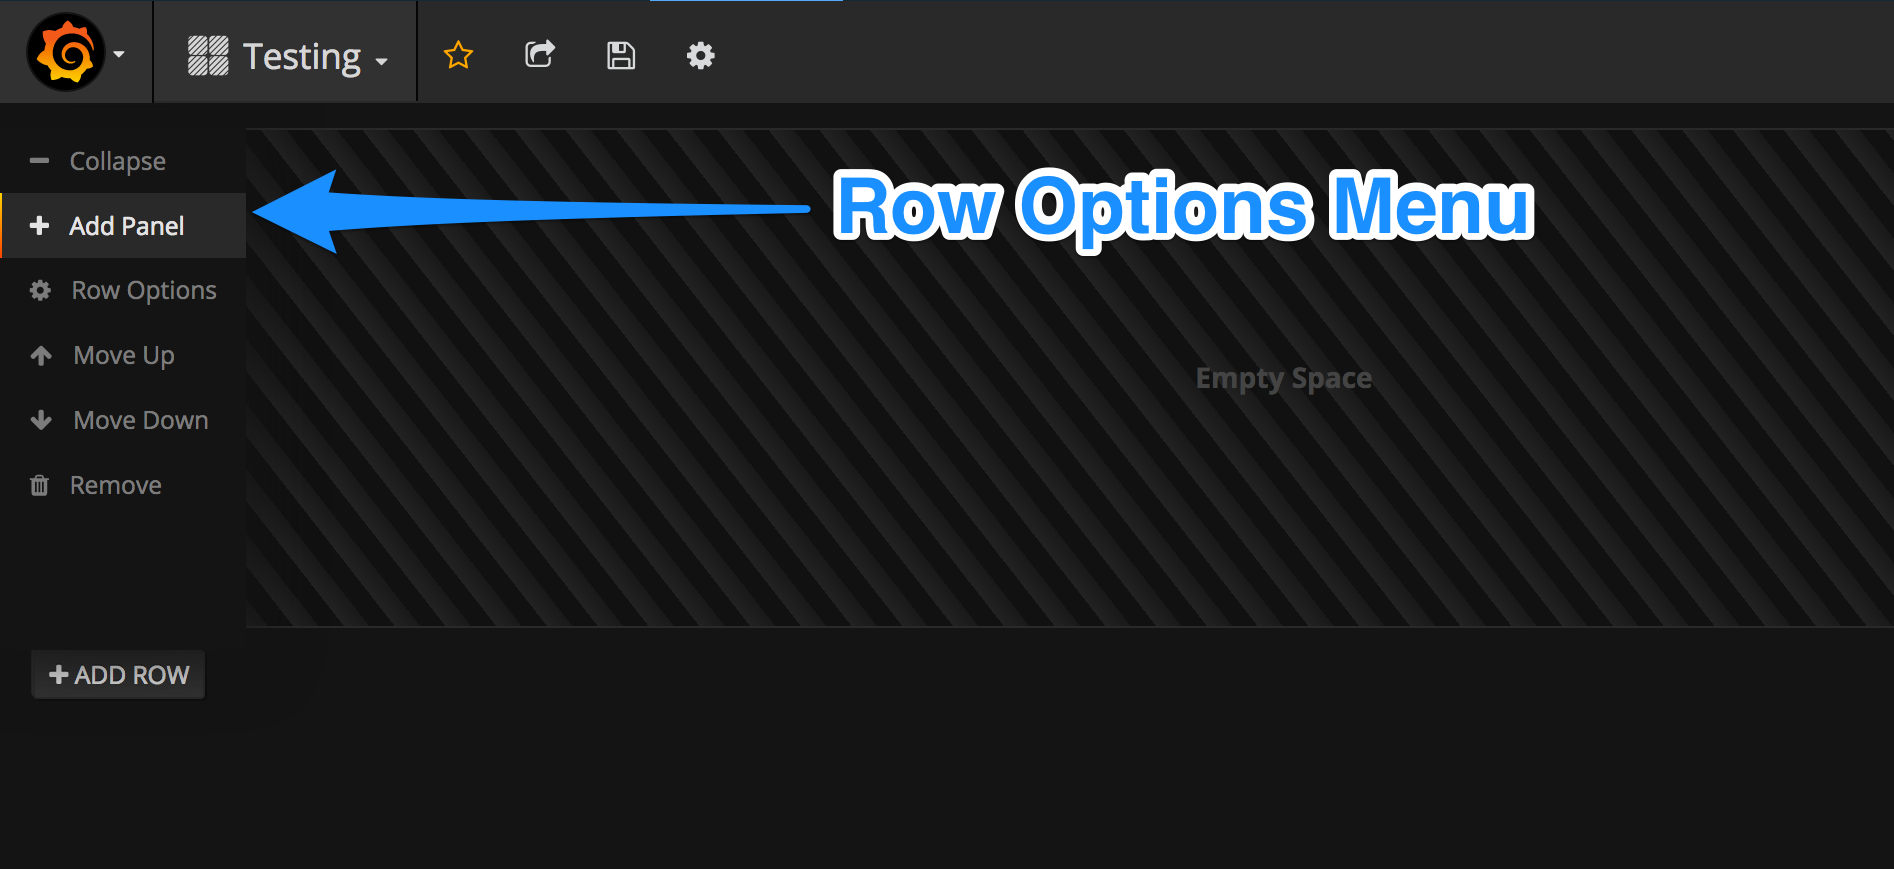 Testing
Collapse
Row Options Menu
Add Panel
Row Options
Move Up
Empty Space
Move Down
Remove
ADD ROW